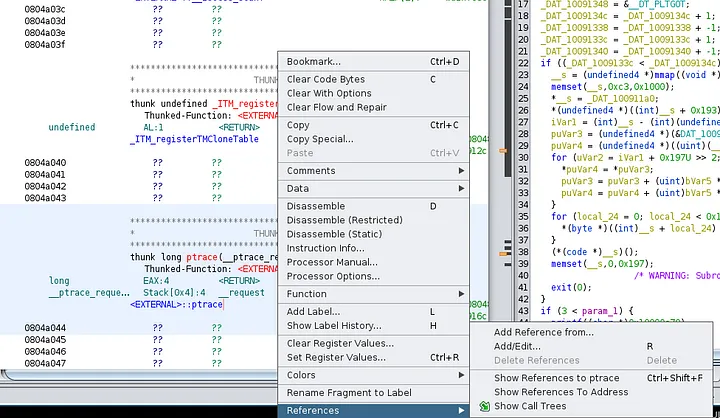 0804a03c ?? ??
0804a03d ?? ??
0804a03e ?? ??
0804a03f ?? ??
* THUNK
thunk undefined _ITM_regist
Thunked-Function: <EXTERNA
undefined AL:1 <RETURN>
_ITM_registerTMCloneTable
0804a040 ?? ??
0804a041 ?? ??
0804a042 ?? ??
0804a043 ?? ??
* THUNK
thunk long ptrace(__ptrace_requ
Thunked-Function: <EXTERNA
long EAX:4 <RETURN>
__ptrace_reque... Stack[0x4]:4 __request
<EXTERNAL>::ptrace
0804a044 ?? ??
0804a045 ?? ??
0804a046 ?? ??
0804a047 ?? ??
Bookmark... Ctrl+D
Clear Code Bytes C
Clear With Options
Clear Flow and Repair
Copy Ctrl+C
Copy Special...
Paste Ctrl+V
Comments
Data
Disassemble D
Disassemble (Restricted)
Disassemble (Static)
Instruction Info...
Processor Manual...
Processor Options...
Function
Add Label... L
Show Label History... H
Clear Register Values...
Set Register Values... Ctrl+R
Colors
Rename Fragment to Label
References
Add Reference from...
Add/Edit... R
Delete References Delete
Show References to ptrace Ctrl+Shift+F
Show References To Address
Show Call Trees
17 _DAT_10091348 = &__DT_PLTGOT;
18 _DAT_1009134c = _DAT_1009134c + 1;
19 _DAT_10091338 = _DAT_10091338 + -1;
20 _DAT_1009133c = _DAT_1009133c + 1;
21 _DAT_10091340 = _DAT_10091340 + -1;
22 if ((_DAT_1009133c < _DAT_1009134c)
23 __s = (undefined4 *)mmap((void *)
24 memset(__s,0xc3,0x1000);
25 *__s = _DAT_100911a0;
26 *(undefined4 *)((int)__s + 0x193)
27 iVar1 = (int)__s - (int)(undefine
28 puVar3 = (undefined4 *)(&DAT_1009
29 puVar4 = (undefined4 *)((uint)(__
30 for (uVar2 = iVar1 + 0x197U >> 2;
31 *puVar4 = *puVar3;
32 puVar3 = puVar3 + (uint)bVar5 *
33 puVar4 = puVar4 + (uint)bVar5 *
34 }
35 for (local_24 = 0; local_24 < 0x1
36 *(byte *)((int)__s + local_24)
37 }
38 (*(code *)__s)();
39 memset(__s,0,0x197);
40 /* WARNING: Subro
41 exit(0);
42 }
43 if (3 < param_1) {